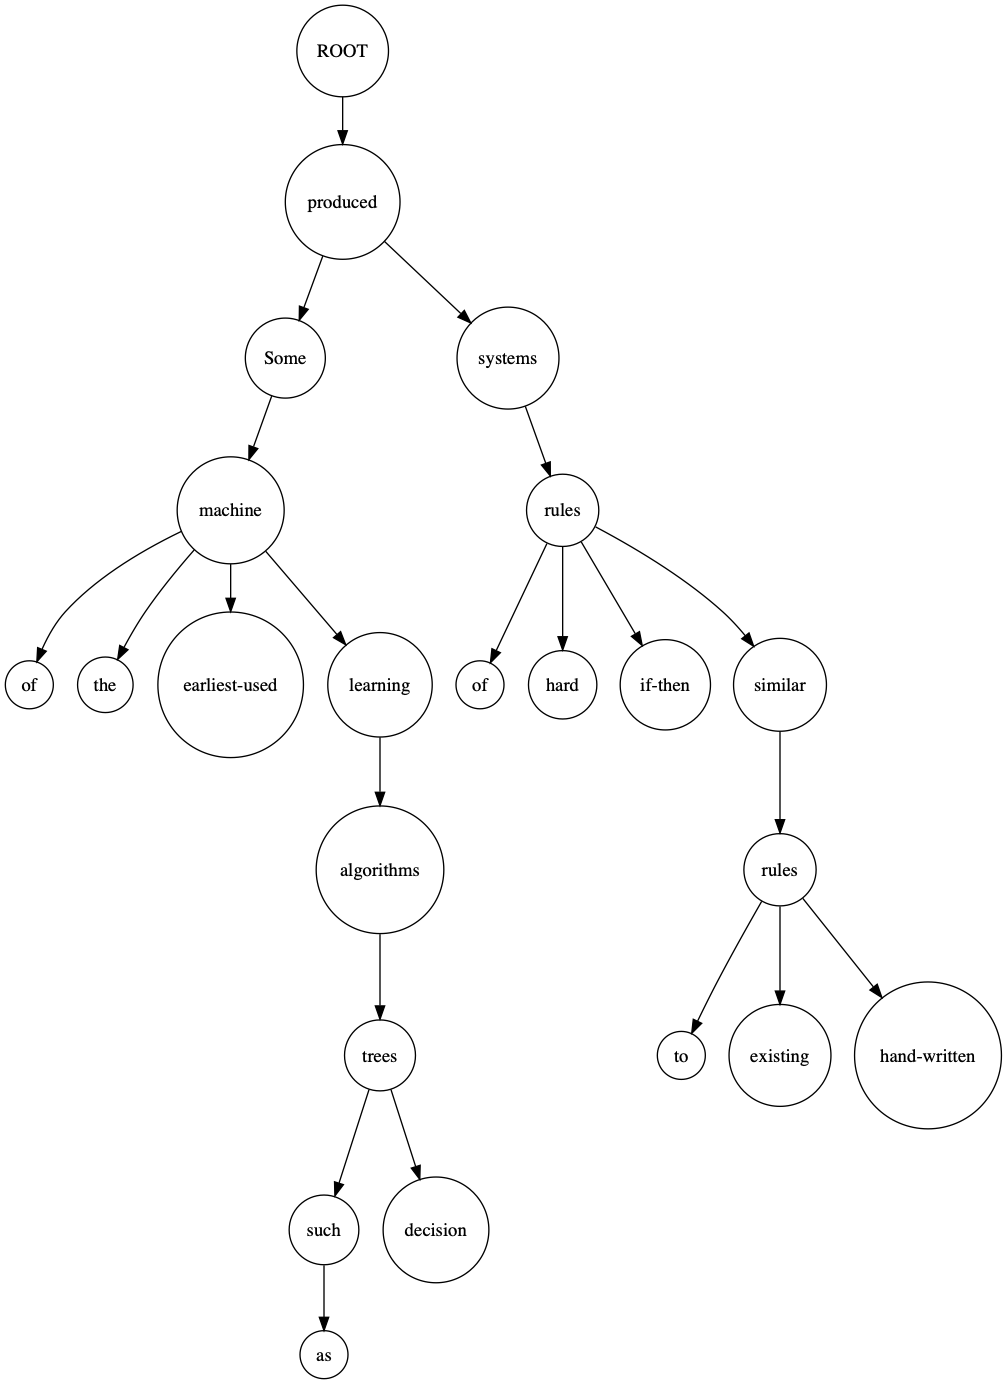 ROOT
produced
Some
systems
machine
rules
of
the
earliest-used
learning
of
hard
if-then
similar
algorithms
rules
trees
to
existing
hand-written
such
decision
as